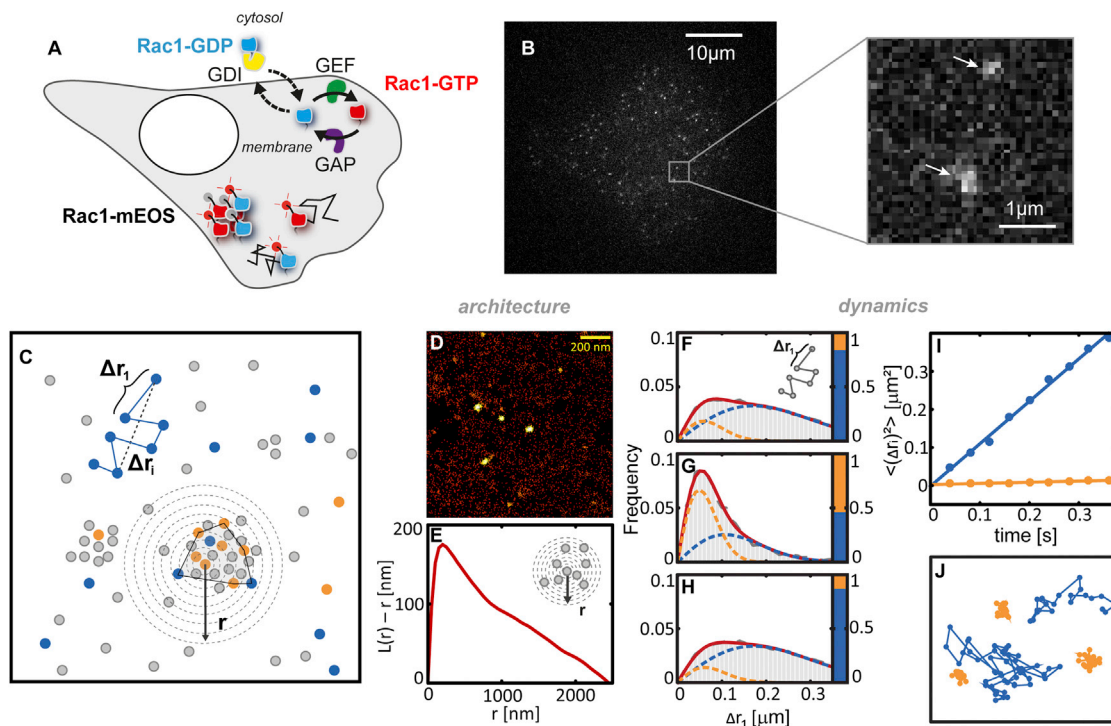 A
cytosol
Rac1-GDP
GDI
GEF
Rac1-GTP
membrane
GAP
Rac1-mEOS
B
10µm
1µm
architecture
dynamics
C
Δr1
Δri
r
D
200 nm
E
200
100
0
L(r) – r [nm]
r
0
1000
2000
r [nm]
F
Δr1
0.1
0.05
0
1
0.5
0
G
0.1
0.05
0
1
0.5
0
Frequency
H
0.1
0.05
0
1
0.5
0
0
0.1
0.2
0.3
Δr1 [µm]
I
0.4
0.2
0
<(Δri)²> [µm²]
0
0.1
0.2
0.3
time [s]
J